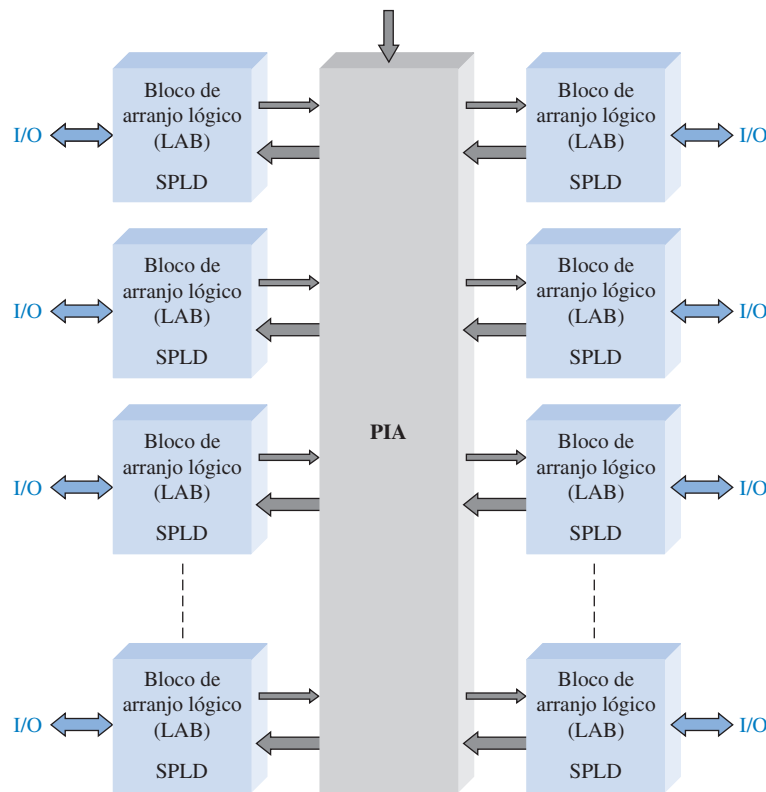 Bloco de
arranjo lógico
(LAB)
SPLD
I/O
Bloco de
arranjo lógico
(LAB)
SPLD
I/O
Bloco de
arranjo lógico
(LAB)
SPLD
I/O
Bloco de
arranjo lógico
(LAB)
SPLD
I/O
PIA
Bloco de
arranjo lógico
(LAB)
SPLD
I/O
Bloco de
arranjo lógico
(LAB)
SPLD
I/O
Bloco de
arranjo lógico
(LAB)
SPLD
I/O
Bloco de
arranjo lógico
(LAB)
SPLD
I/O